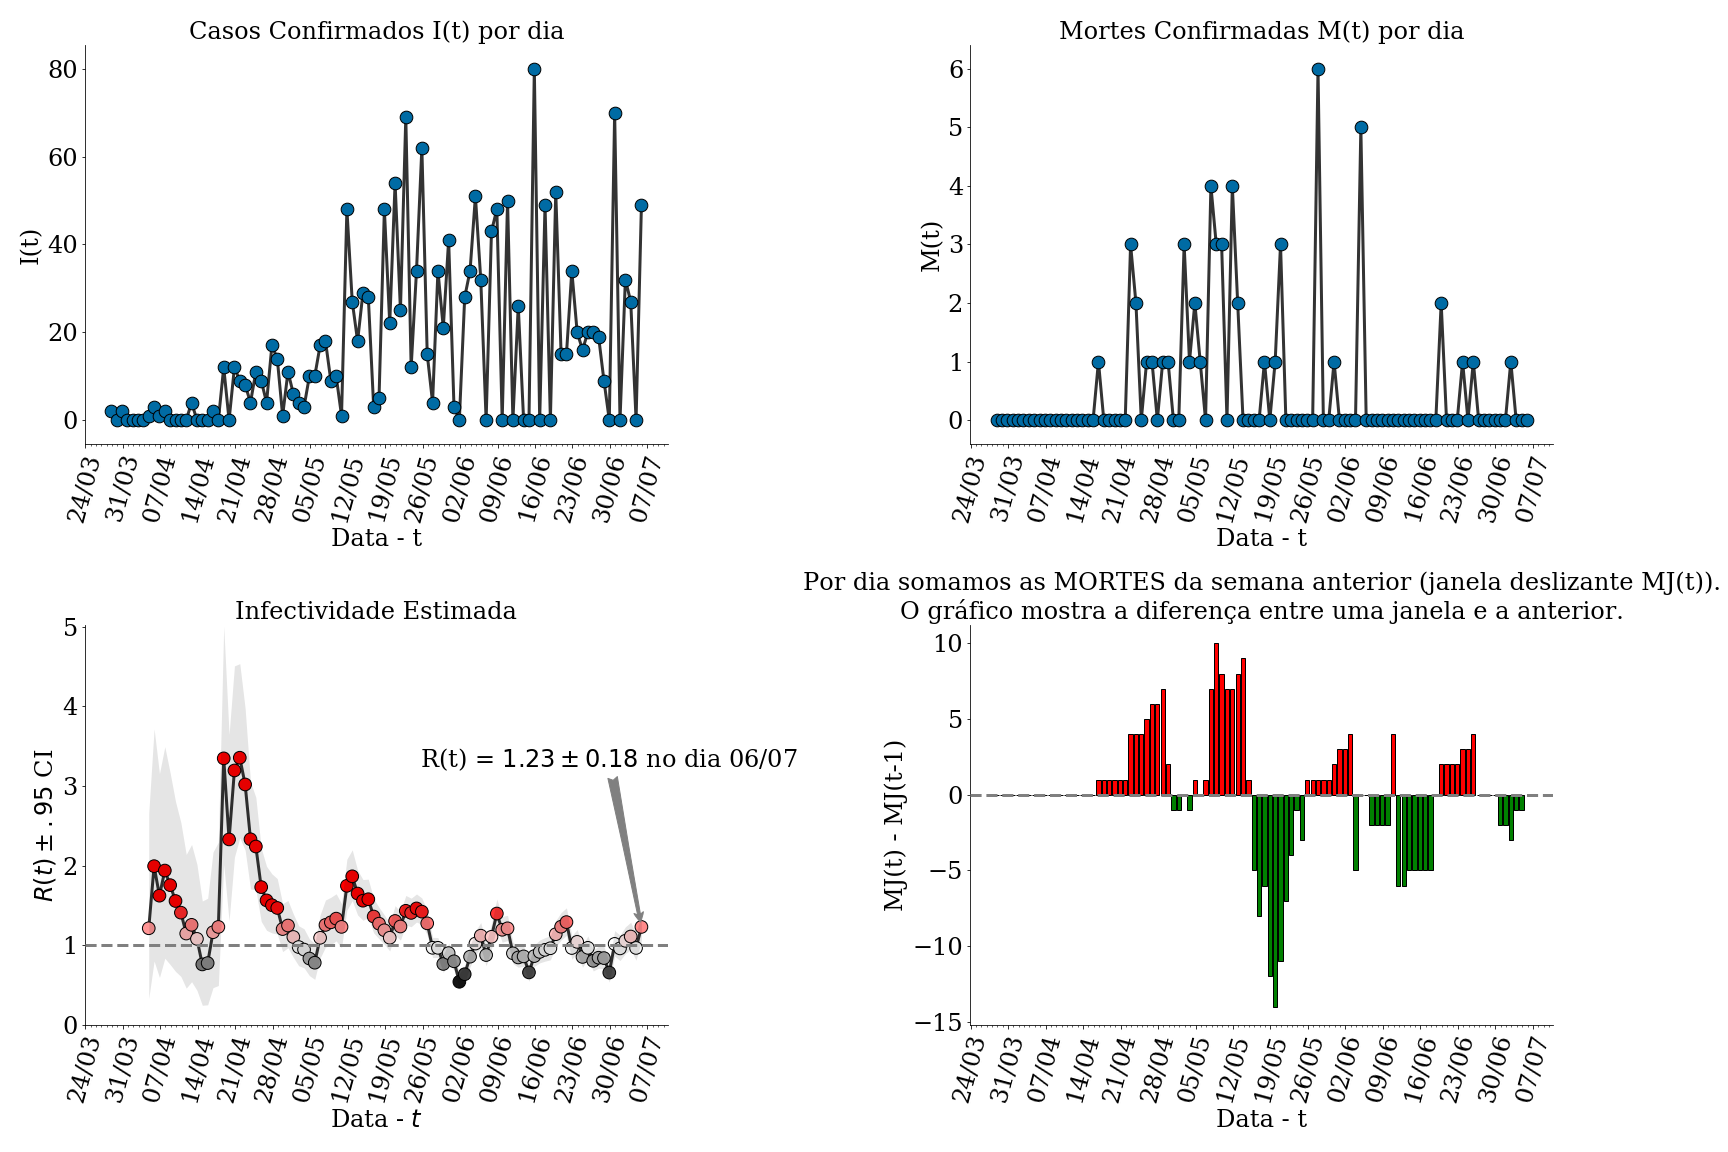 Casos Confirmados I(t) por dia
I(t)
80
60
40
20
0
24/03 31/03 07/04 14/04 21/04 28/04 05/05 12/05 19/05 26/05 02/06 09/06 16/06 23/06 30/06 07/07
Data - t
Mortes Confirmadas M(t) por dia
M(t)
6
5
4
3
2
1
0
24/03 31/03 07/04 14/04 21/04 28/04 05/05 12/05 19/05 26/05 02/06 09/06 16/06 23/06 30/06 07/07
Data - t
Infectividade Estimada
R(t) ± .95 CI
5
4
3
2
1
0
R(t) = 1.23 ± 0.18 no dia 06/07
24/03 31/03 07/04 14/04 21/04 28/04 05/05 12/05 19/05 26/05 02/06 09/06 16/06 23/06 30/06 07/07
Data - t
Por dia somamos as MORTES da semana anterior (janela deslizante MJ(t)).
O gráfico mostra a diferença entre uma janela e a anterior.
MJ(t) - MJ(t-1)
10
5
0
−5
−10
−15
24/03 31/03 07/04 14/04 21/04 28/04 05/05 12/05 19/05 26/05 02/06 09/06 16/06 23/06 30/06 07/07
Data - t